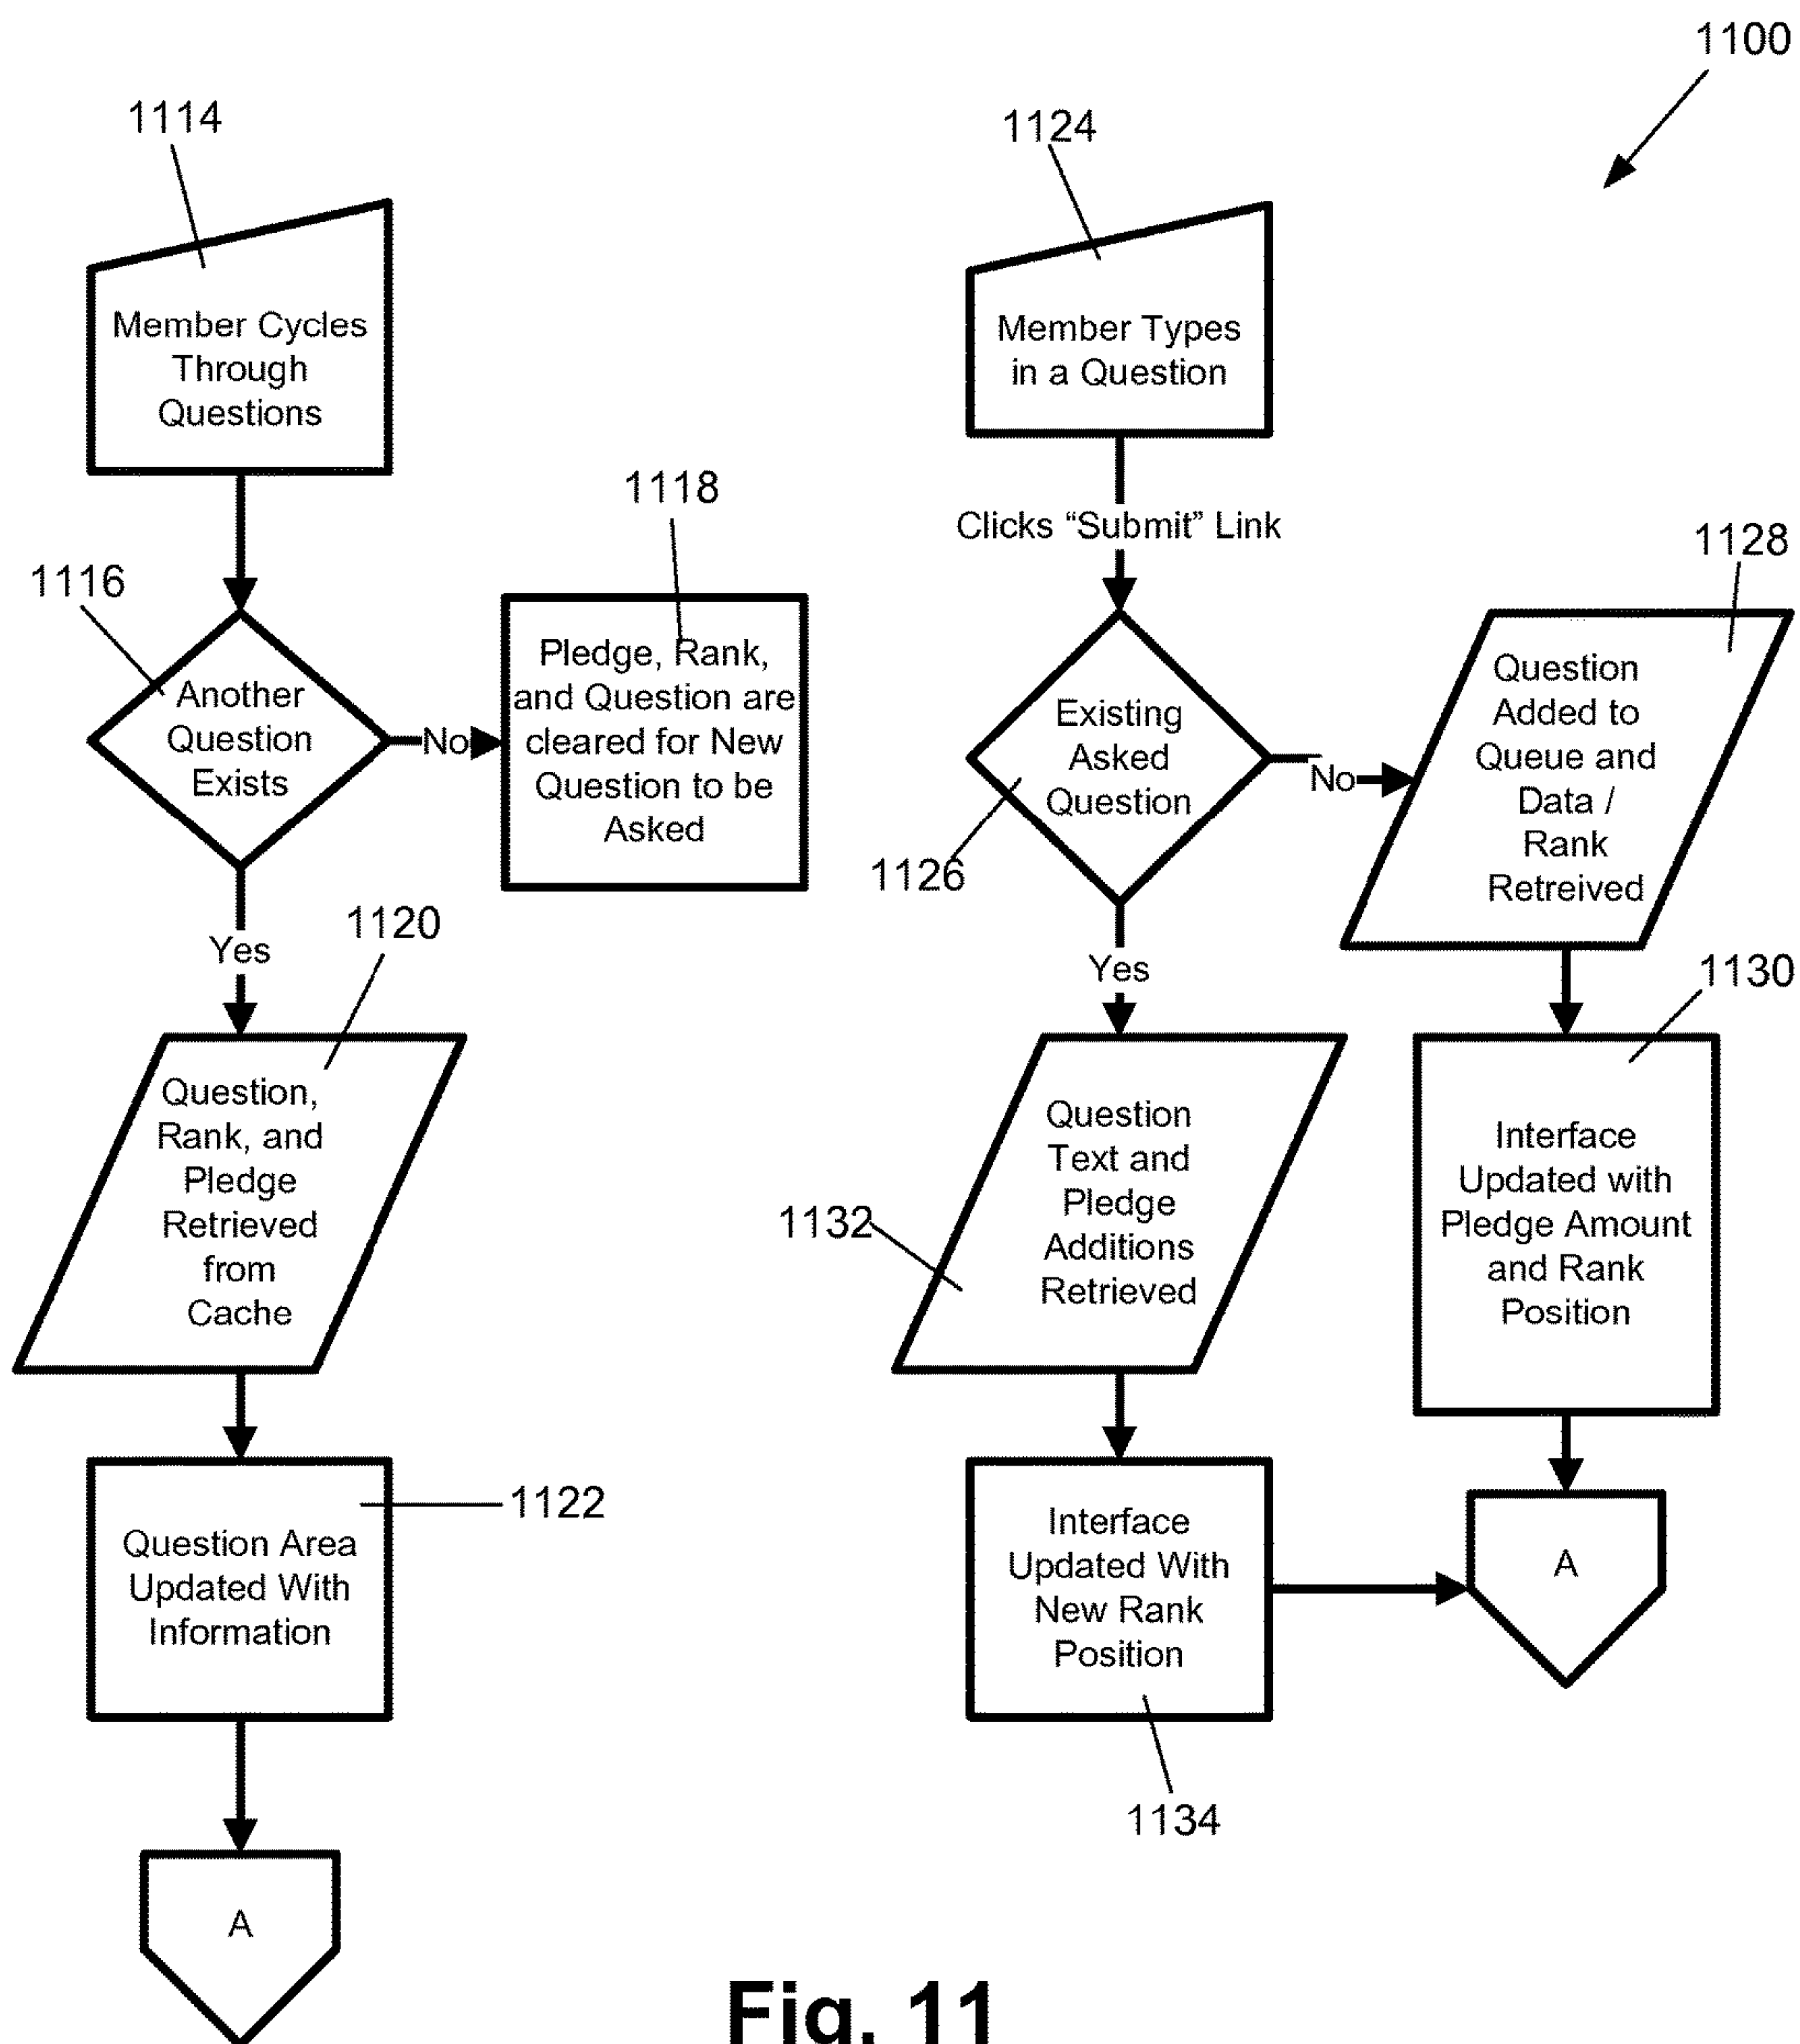 1100
1114
Member Cycles
Through
Questions
1116
Another
Question
Exists
No
1118
Pledge, Rank,
and Question are
cleared for New
Question to be
Asked
Yes
1120
Question,
Rank, and
Pledge
Retrieved
from
Cache
1122
Question Area
Updated With
Information
A
1124
Member Types
in a Question
Clicks “Submit” Link
1126
Existing
Asked
Question
No
1128
Question
Added to
Queue and
Data /
Rank
Retreived
1130
Interface
Updated with
Pledge Amount
and Rank
Position
Yes
1132
Question
Text and
Pledge
Additions
Retrieved
Interface
Updated With
New Rank
Position
1134
A
Fig. 11